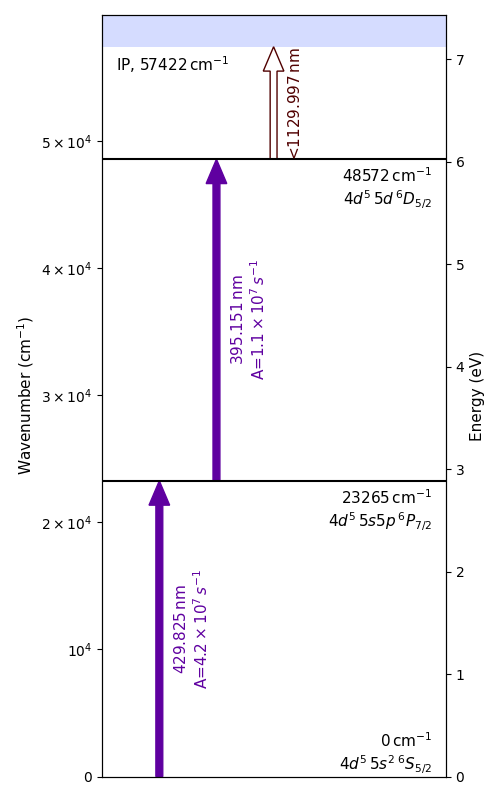 IP, 57422 cm⁻¹
<1129.997 nm
48572 cm⁻¹
4d⁵ 5d ⁶D₅/₂
395.151 nm
A=1.1 × 10⁷ s⁻¹
23265 cm⁻¹
4d⁵ 5s5p ⁶P₇/₂
429.825 nm
A=4.2 × 10⁷ s⁻¹
0 cm⁻¹
4d⁵ 5s² ⁶S₅/₂
Wavenumber (cm⁻¹)
5 × 10⁴
4 × 10⁴
3 × 10⁴
2 × 10⁴
10⁴
0
Energy (eV)
7
6
5
4
3
2
1
0